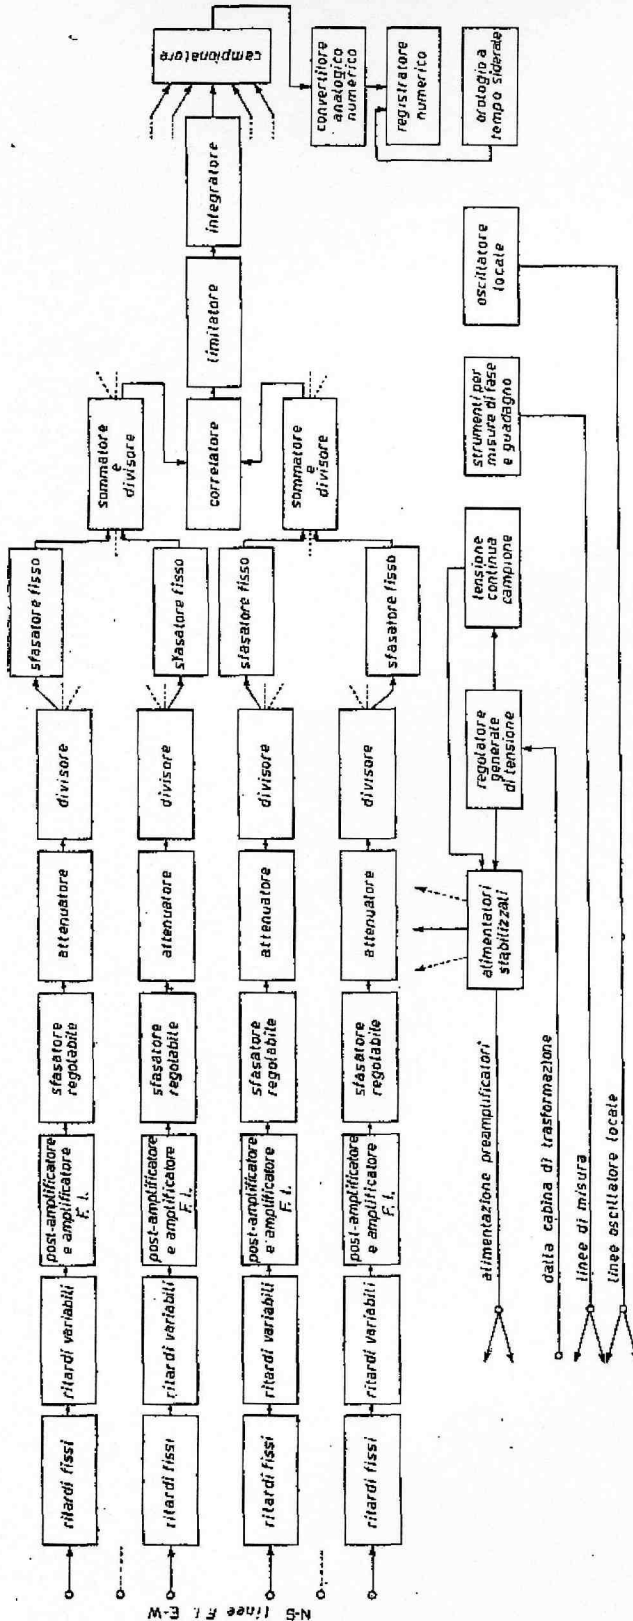 N-S linee F.I. E-W
ritardi fissi
ritardi variabili
post-amplificatore
e amplificatore
F. I.
sfasatore
regolabile
attenuatore
divisore
sfasatore fisso
ritardi fissi
ritardi variabili
post-amplificatore
e amplificatore
F. I.
sfasatore
regolabile
attenuatore
divisore
sfasatore fisso
ritardi fissi
ritardi variabili
post-amplificatore
e amplificatore
F. I.
sfasatore
regolabile
attenuatore
divisore
sfasatore fisso
ritardi fissi
ritardi variabili
post-amplificatore
e amplificatore
F. I.
sfasatore
regolabile
attenuatore
divisore
sfasatore fisso
sommatore
e
divisore
correlatore
sommatore
e
divisore
limitatore
integratore
campionatore
convertitore
analogico
numerico
registratore
numerico
orologio a
tempo siderale
alimentazione preamplificatori
alimentatori
stabilizzati
regolatore
generale
di tensione
tensione
continua
campione
dalla cabina di trasformazione
linee di misura
strumenti per
misure di fase
e guadagno
linee oscillatore locale
oscillatore
locale